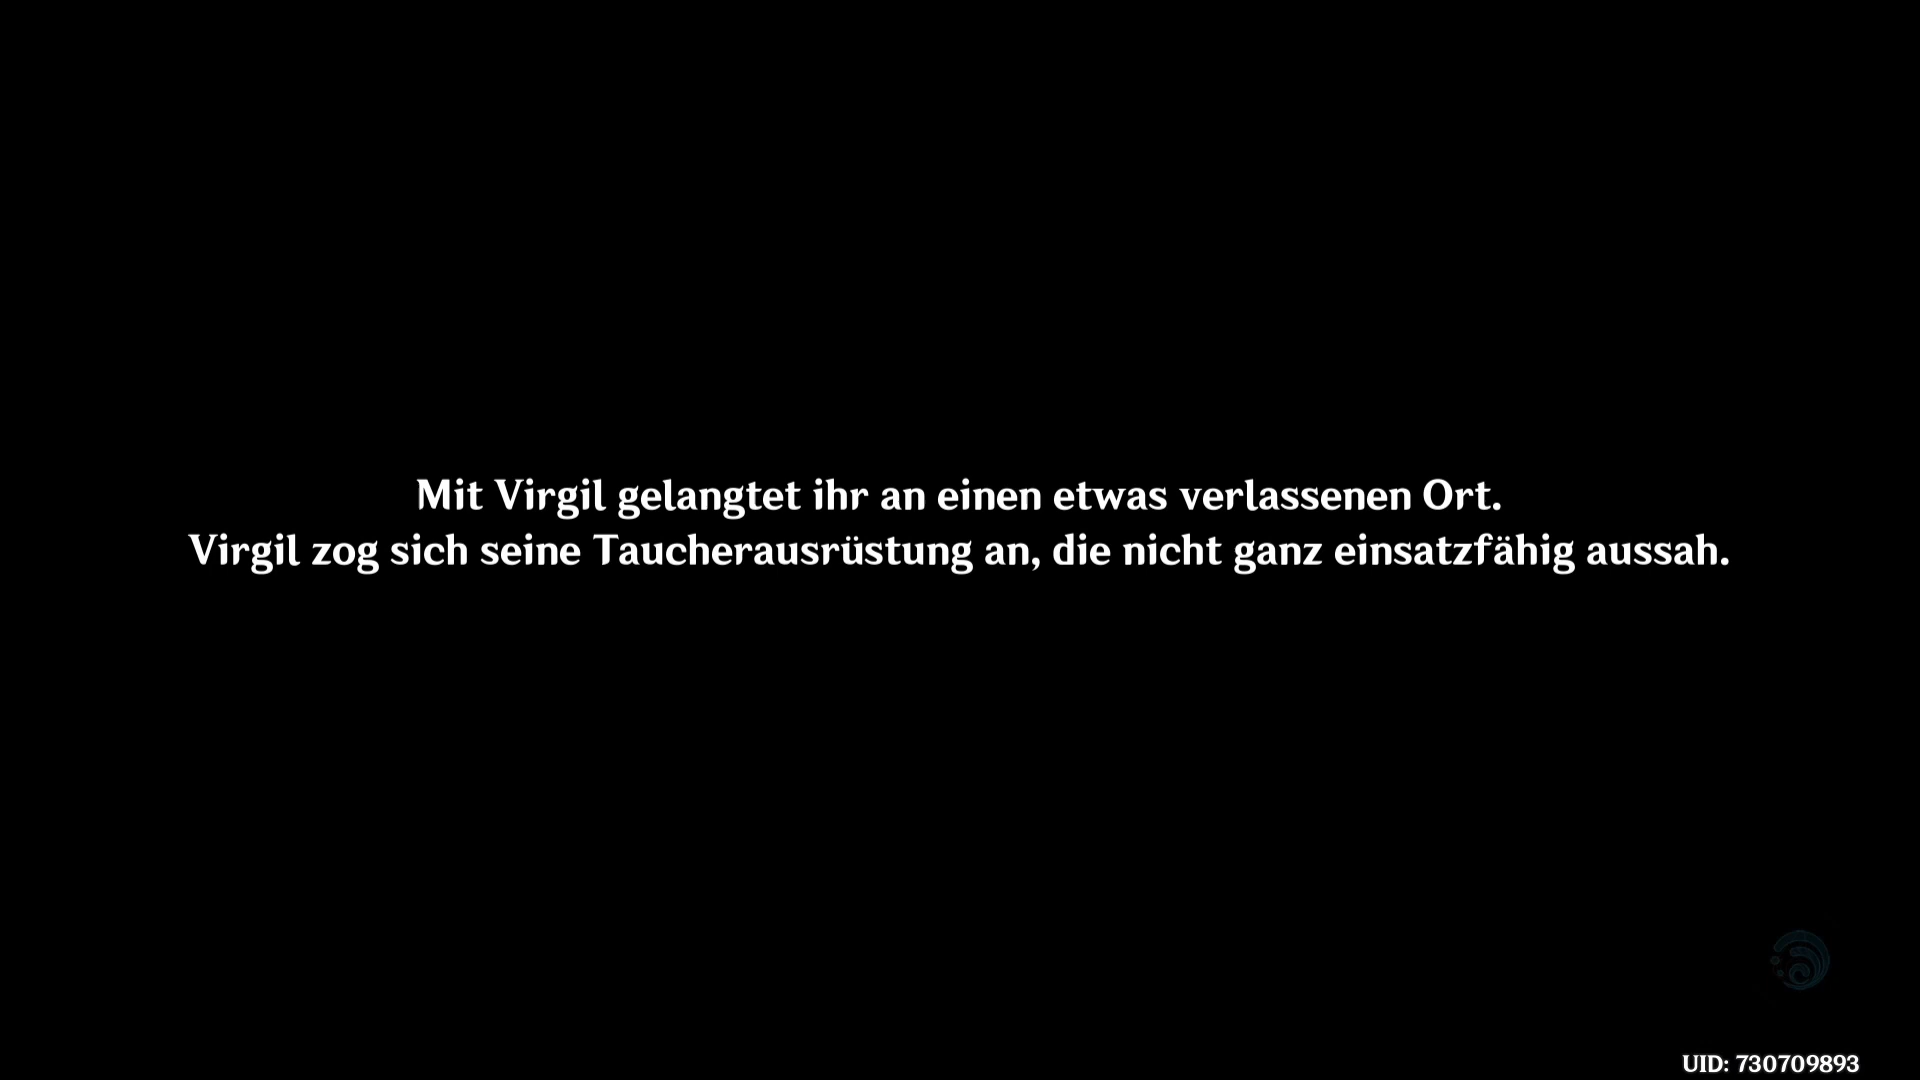 Mit Virgil gelangtet ihr an einen etwas verlassenen Ort.
Virgil zog sich seine Taucherausrüstung an, die nicht ganz einsatzfähig aussah.
UID: 730709893